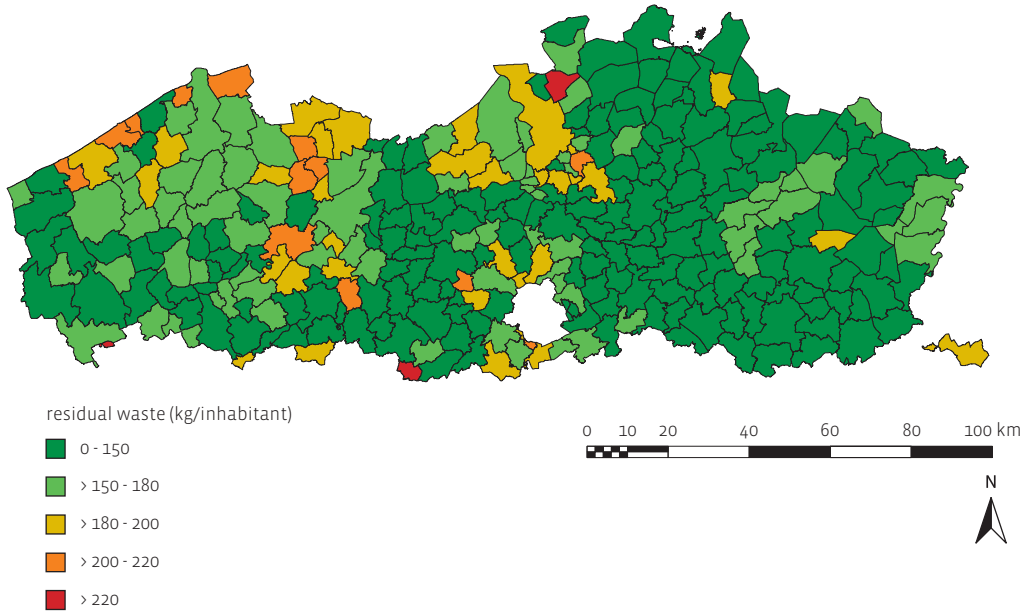 residual waste (kg/inhabitant)
0 - 150
> 150 - 180
> 180 - 200
> 200 - 220
> 220
0 10 20 40 60 80 100 km
N